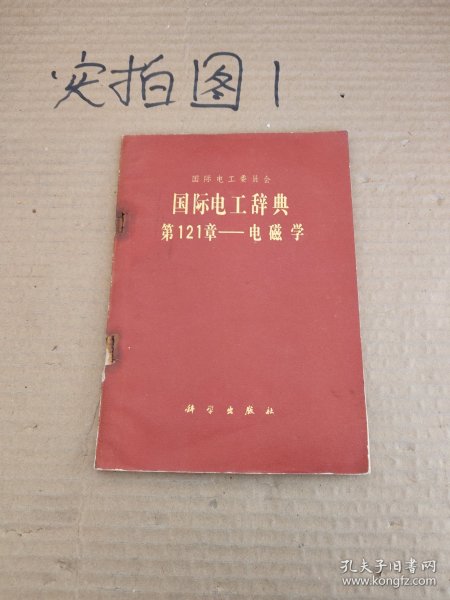 实拍图1
国际电工委员会
国际电工辞典
第121章——电磁学
科学出版社
孔夫子旧书网
www.kongfz.com